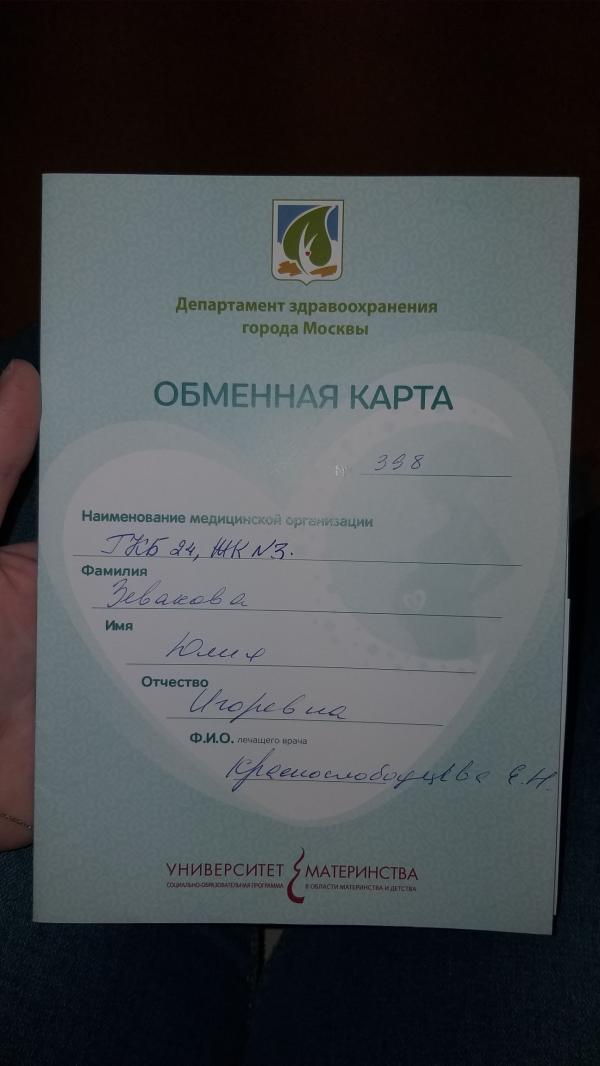 Департамент здравоохранения
города Москвы
ОБМЕННАЯ КАРТА
№ 398
Наименование медицинской организации
ГКБ 24, ЖК №3.
Фамилия
Зевакова
Имя
Юлия
Отчество
Игоревна
Ф.И.О. лечащего врача
Краснослободцева Е.Н.
УНИВЕРСИТЕТ МАТЕРИНСТВА
СОЦИАЛЬНО-ОБРАЗОВАТЕЛЬНАЯ ПРОГРАММА В ОБЛАСТИ МАТЕРИНСТВА И ДЕТСТВА